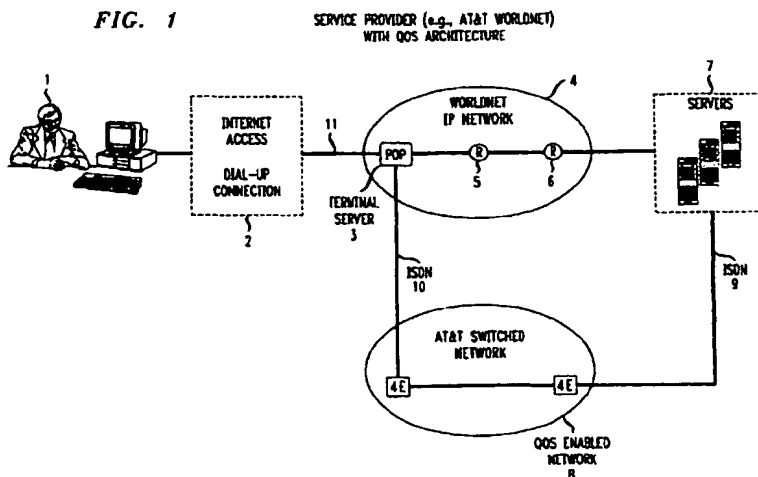 FIG. 1
SERVICE PROVIDER (e.g., AT&T WORLDNET)
WITH QOS ARCHITECTURE
1
INTERNET
ACCESS
DIAL-UP
CONNECTION
2
11
4
WORLDNET
IP NETWORK
POP
R
R
5
6
TERMINAL
SERVER
3
7
SERVERS
ISDN
10
ISDN
9
AT&T SWITCHED
NETWORK
4E
4E
QOS ENABLED
NETWORK
8